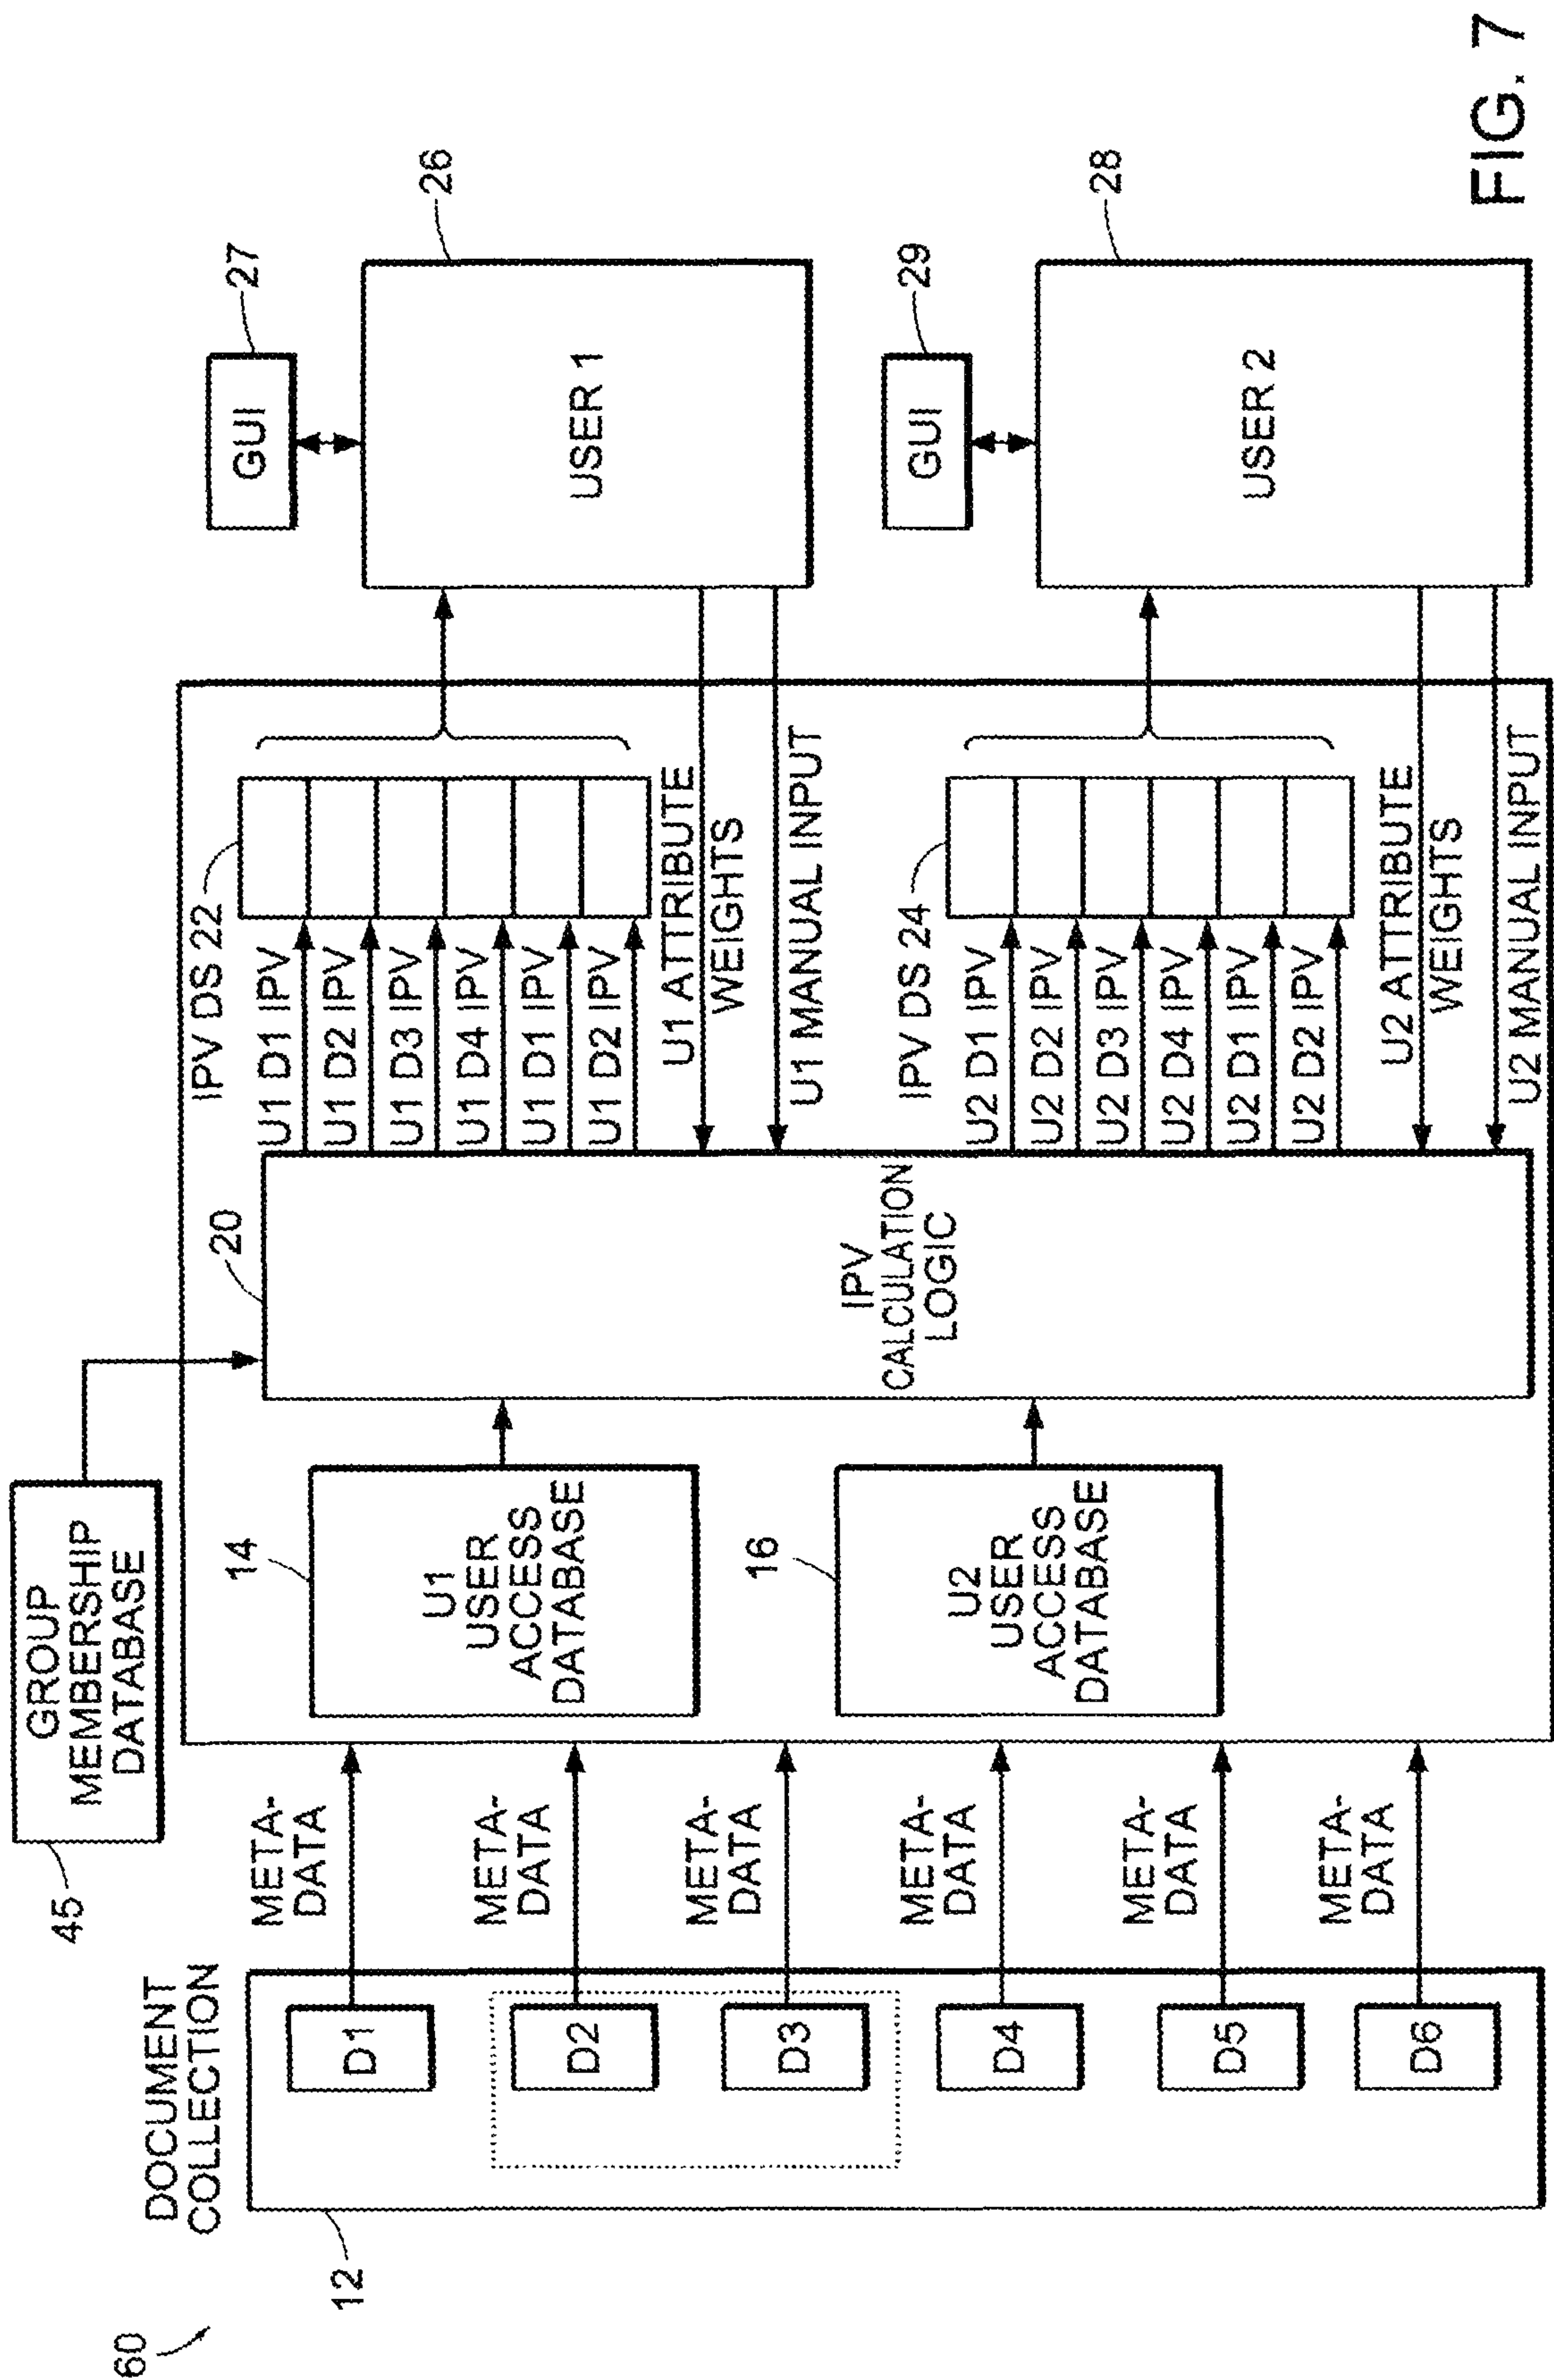 60
12
DOCUMENT
COLLECTION
D1
D2
D3
D4
D5
D6
META-
DATA
META-
DATA
META-
DATA
META-
DATA
META-
DATA
META-
DATA
45
GROUP
MEMBERSHIP
DATABASE
14
U1
USER
ACCESS
DATABASE
16
U2
USER
ACCESS
DATABASE
20
IPV
CALCULATION
LOGIC
IPV DS 22
U1 D1 IPV
U1 D2 IPV
U1 D3 IPV
U1 D4 IPV
U1 D1 IPV
U1 D2 IPV
U1 ATTRIBUTE
WEIGHTS
U1 MANUAL INPUT
IPV DS 24
U2 D1 IPV
U2 D2 IPV
U2 D3 IPV
U2 D4 IPV
U2 D1 IPV
U2 D2 IPV
U2 ATTRIBUTE
WEIGHTS
U2 MANUAL INPUT
GUI
27
USER 1
26
GUI
29
USER 2
28
FIG. 7